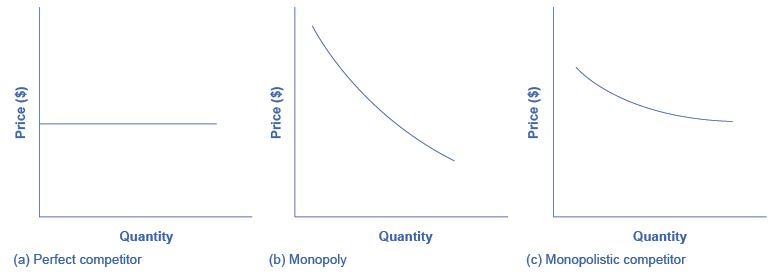 Price ($)
Quantity
(a) Perfect competitor
Price ($)
Quantity
(b) Monopoly
Price ($)
Quantity
(c) Monopolistic competitor